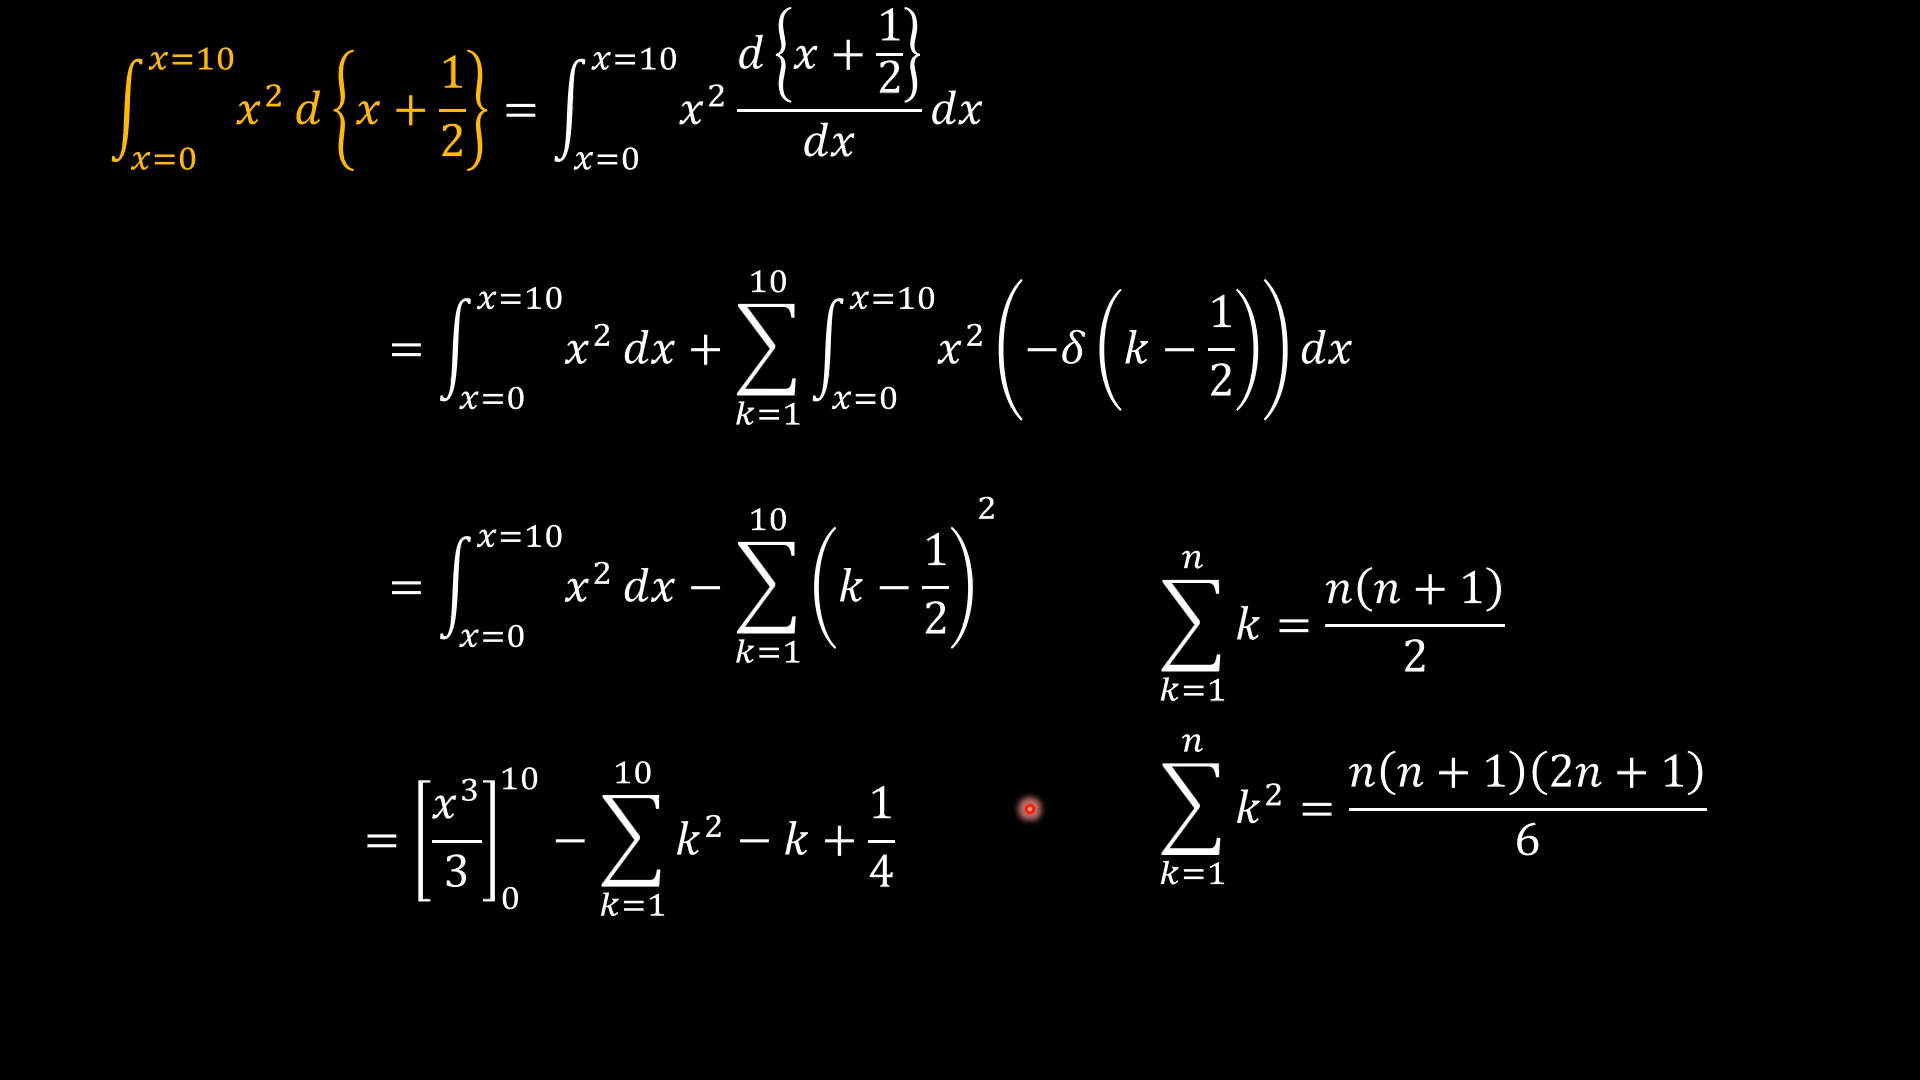 ∫_{x=0}^{x=10} x² d{x + 1/2} = ∫_{x=0}^{x=10} x² (d{x + 1/2}/dx) dx
= ∫_{x=0}^{x=10} x² dx + ∑_{k=1}^{10} ∫_{x=0}^{x=10} x² (−δ(k − 1/2)) dx
= ∫_{x=0}^{x=10} x² dx − ∑_{k=1}^{10} (k − 1/2)²
∑_{k=1}^{n} k = n(n + 1)/2
= [x³/3]_{0}^{10} − ∑_{k=1}^{10} k² − k + 1/4
∑_{k=1}^{n} k² = n(n + 1)(2n + 1)/6